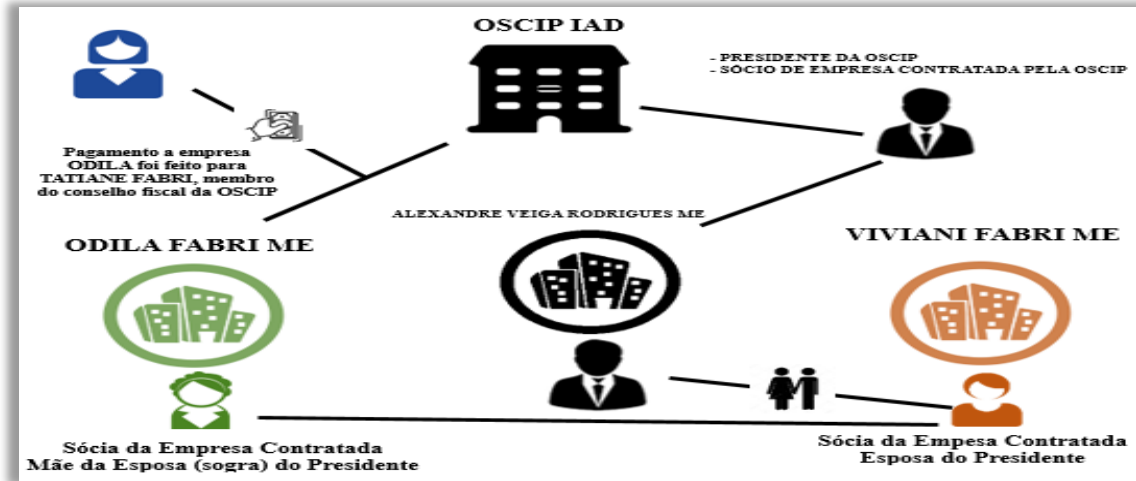 OSCIP IAD
- PRESIDENTE DA OSCIP
- SÓCIO DE EMPRESA CONTRATADA PELA OSCIP
Pagamento a empresa
ODILA foi feito para
TATIANE FABRI, membro
do conselho fiscal da OSCIP
ALEXANDRE VEIGA RODRIGUES ME
ODILA FABRI ME
VIVIANI FABRI ME
Sócia da Empresa Contratada
Mãe da Esposa (sogra) do Presidente
Sócia da Empesa Contratada
Esposa do Presidente